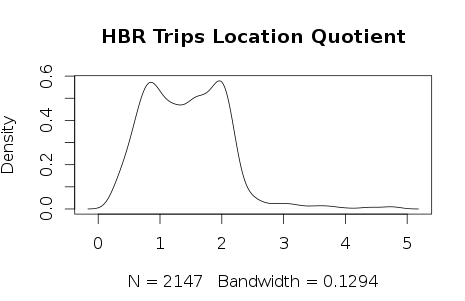 HBR Trips Location Quotient
Density
0.6
0.4
0.2
0.0
0 1 2 3 4 5
N = 2147 Bandwidth = 0.1294